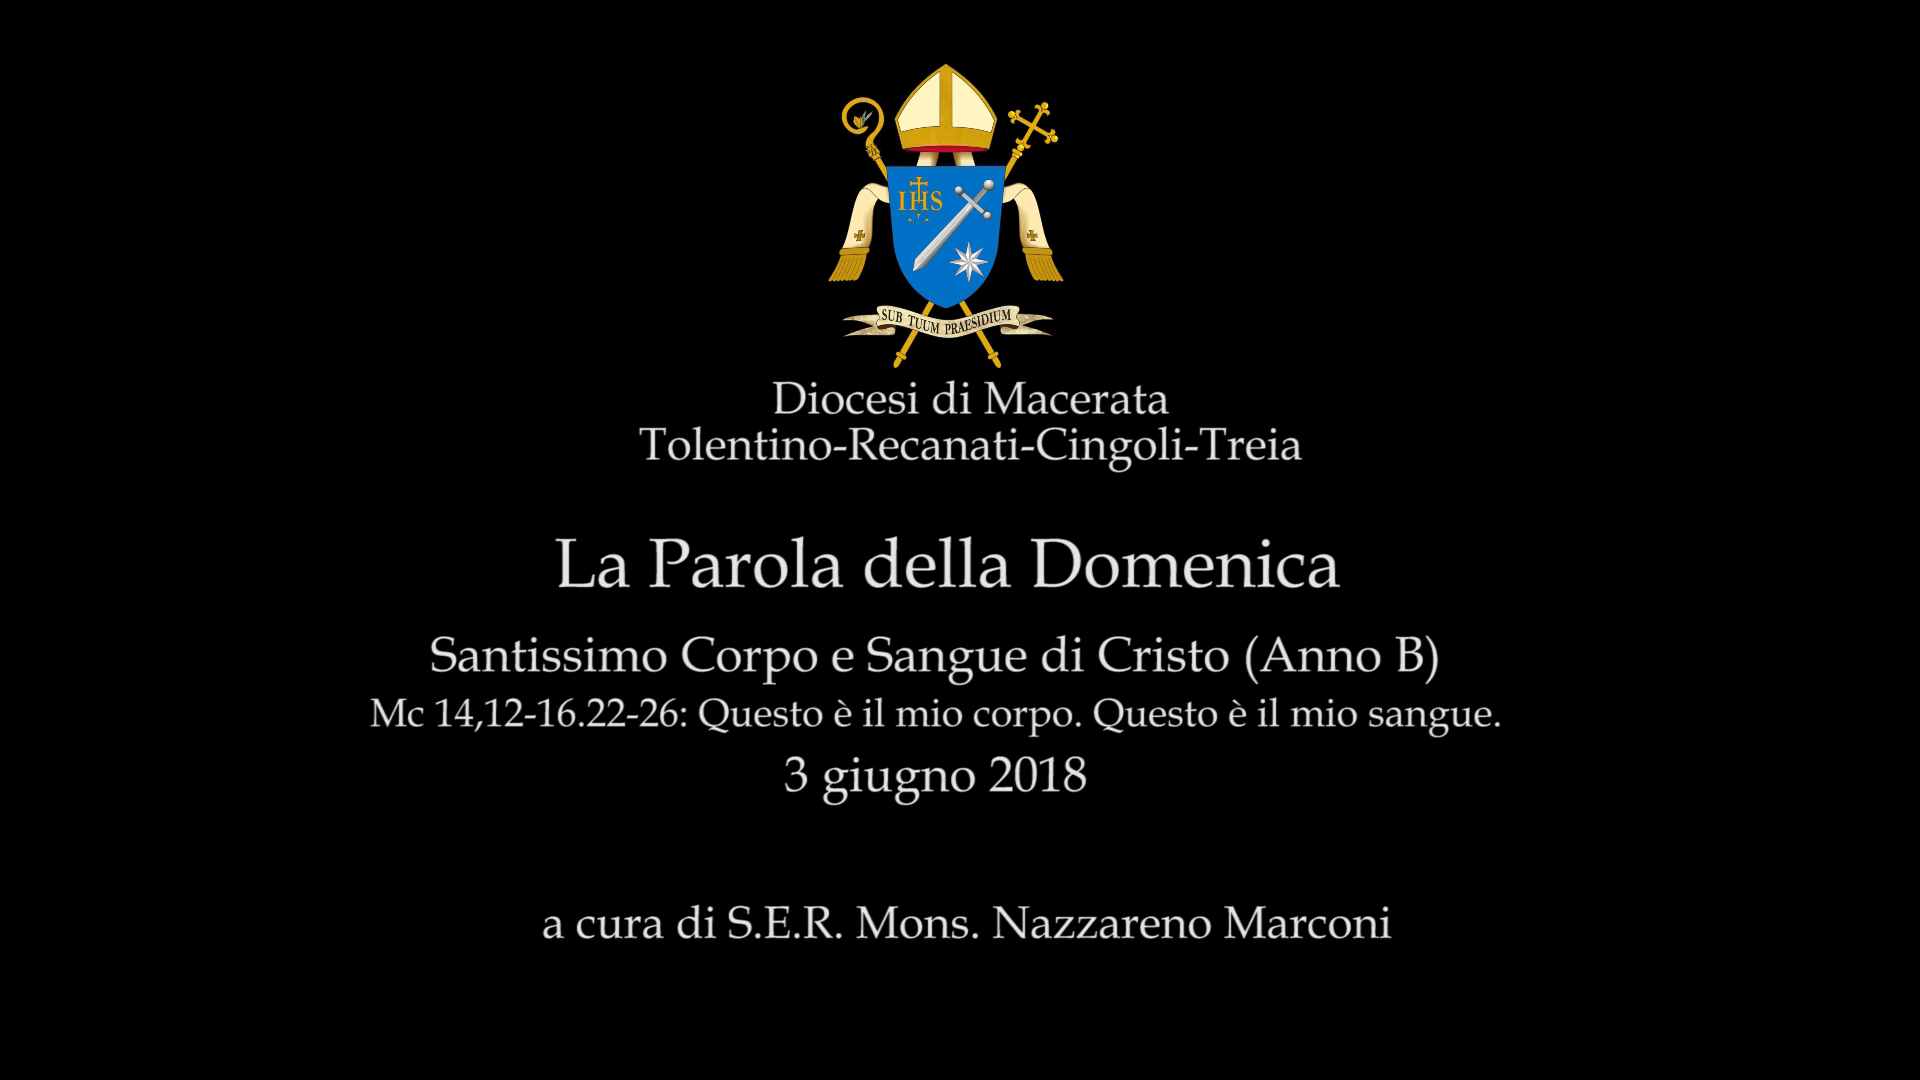 IHS
SUB TUUM PRAESIDIUM
Diocesi di Macerata
Tolentino-Recanati-Cingoli-Treia
La Parola della Domenica
Santissimo Corpo e Sangue di Cristo (Anno B)
Mc 14,12-16.22-26: Questo è il mio corpo. Questo è il mio sangue.
3 giugno 2018
a cura di S.E.R. Mons. Nazzareno Marconi